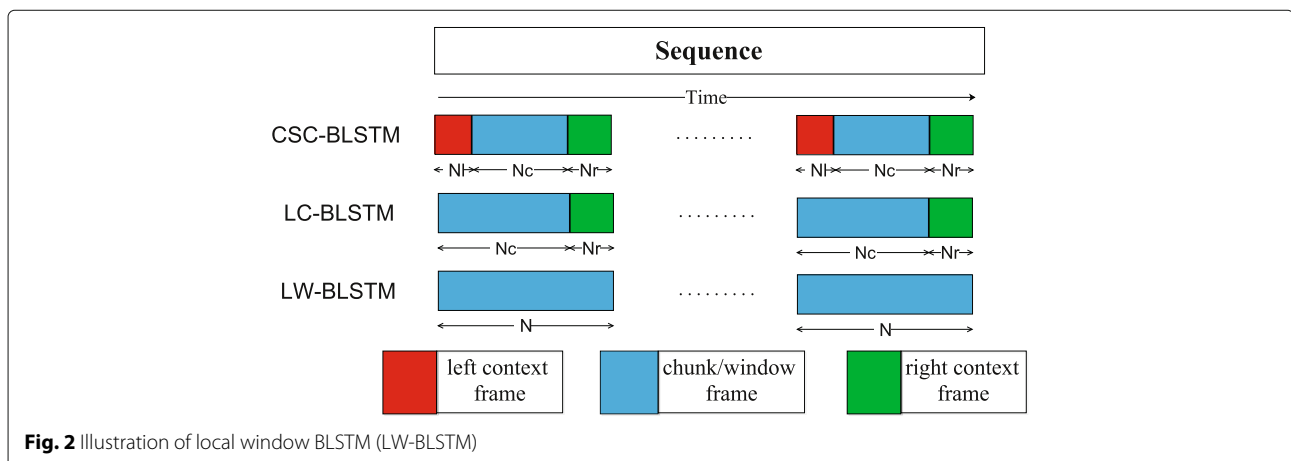 Sequence
Time
CSC-BLSTM
.........
Nl Nc Nr Nl Nc Nr
LC-BLSTM
.........
Nc Nr Nc Nr
LW-BLSTM
.........
N N
left context frame
chunk/window frame
right context frame
Fig. 2 Illustration of local window BLSTM (LW-BLSTM)